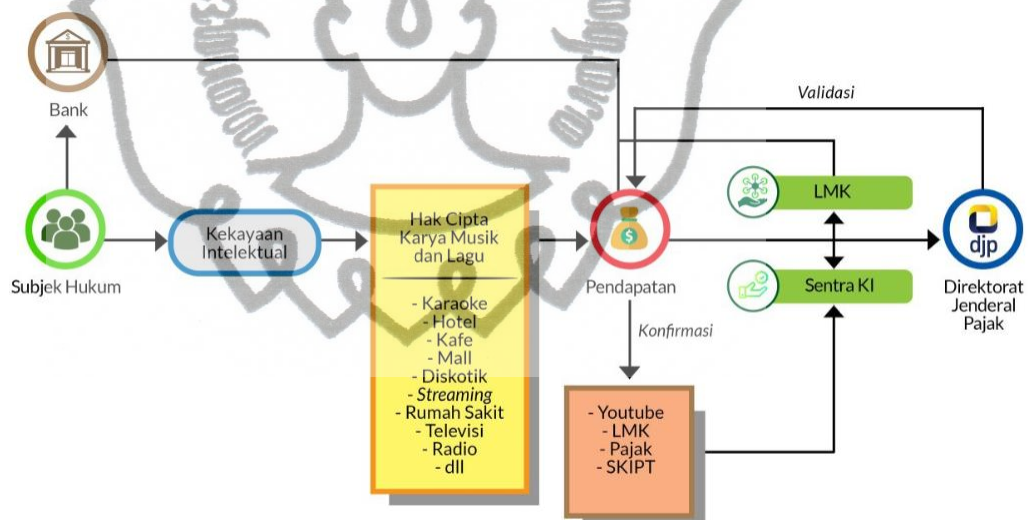 Bank
Validasi
LMK
Subjek Hukum
Kekayaan
Intelektual
Hak Cipta
Karya Musik
dan Lagu
- Karaoke
- Hotel
- Kafe
- Mall
- Diskotik
- Streaming
- Rumah Sakit
- Televisi
- Radio
- dll
Pendapatan
Konfirmasi
- Youtube
- LMK
- Pajak
- SKIPT
Sentra KI
djp
Direktorat
Jenderal
Pajak